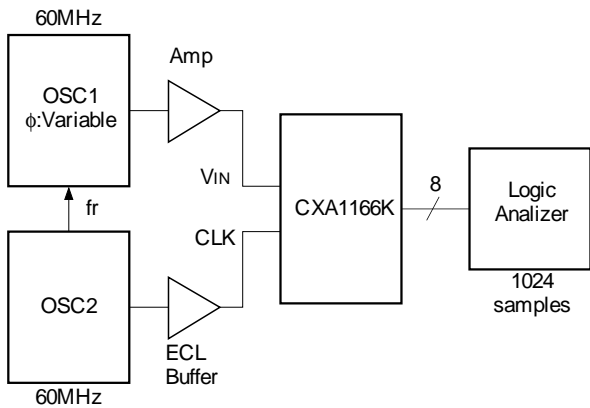 60MHz
OSC1
ϕ:Variable
Amp
fr
OSC2
60MHz
ECL
Buffer
VIN
CLK
CXA1166K
8
Logic
Analizer
1024
samples